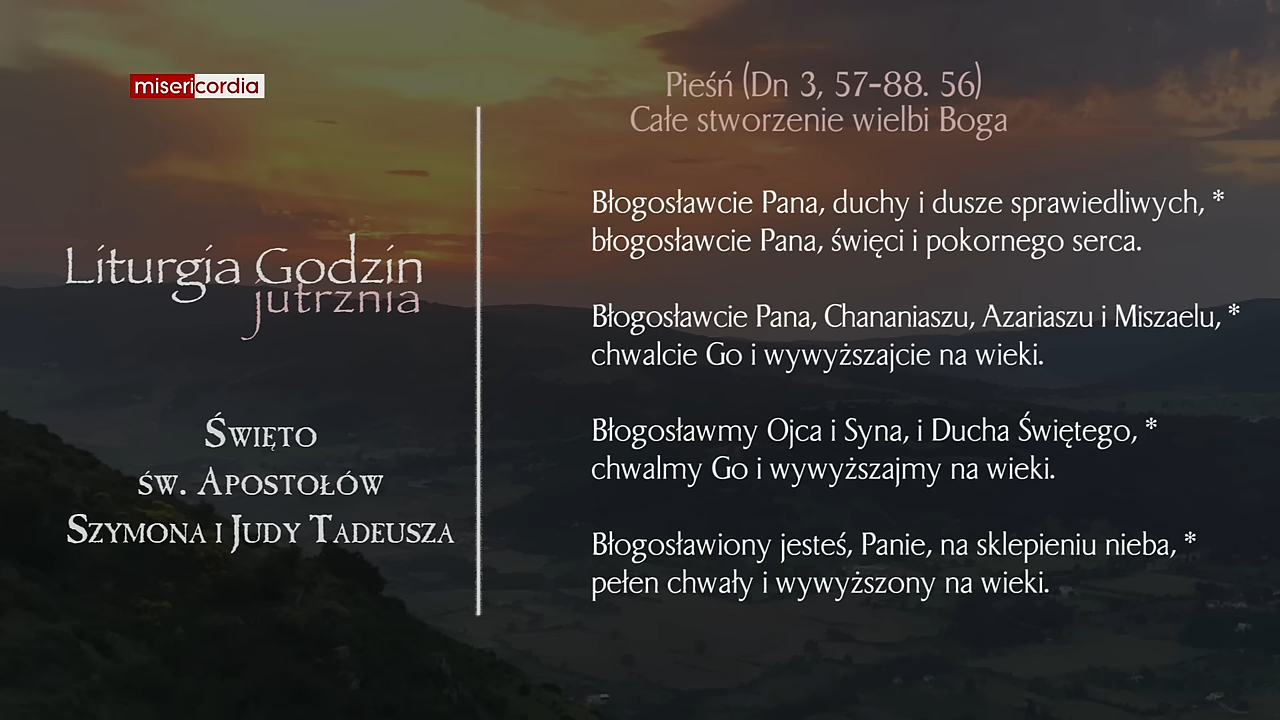 misericordia
Liturgia Godzin
jutrznia
Święto
św. Apostołów
Szymona i Judy Tadeusza
Pieśń (Dn 3, 57-88. 56)
Całe stworzenie wielbi Boga
Błogosławcie Pana, duchy i dusze sprawiedliwych, *
błogosławcie Pana, święci i pokornego serca.
Błogosławcie Pana, Chananiaszu, Azariaszu i Miszaelu, *
chwalcie Go i wywyższajcie na wieki.
Błogosławmy Ojca i Syna, i Ducha Świętego, *
chwalmy Go i wywyższajmy na wieki.
Błogosławiony jesteś, Panie, na sklepieniu nieba, *
pełen chwały i wywyższony na wieki.